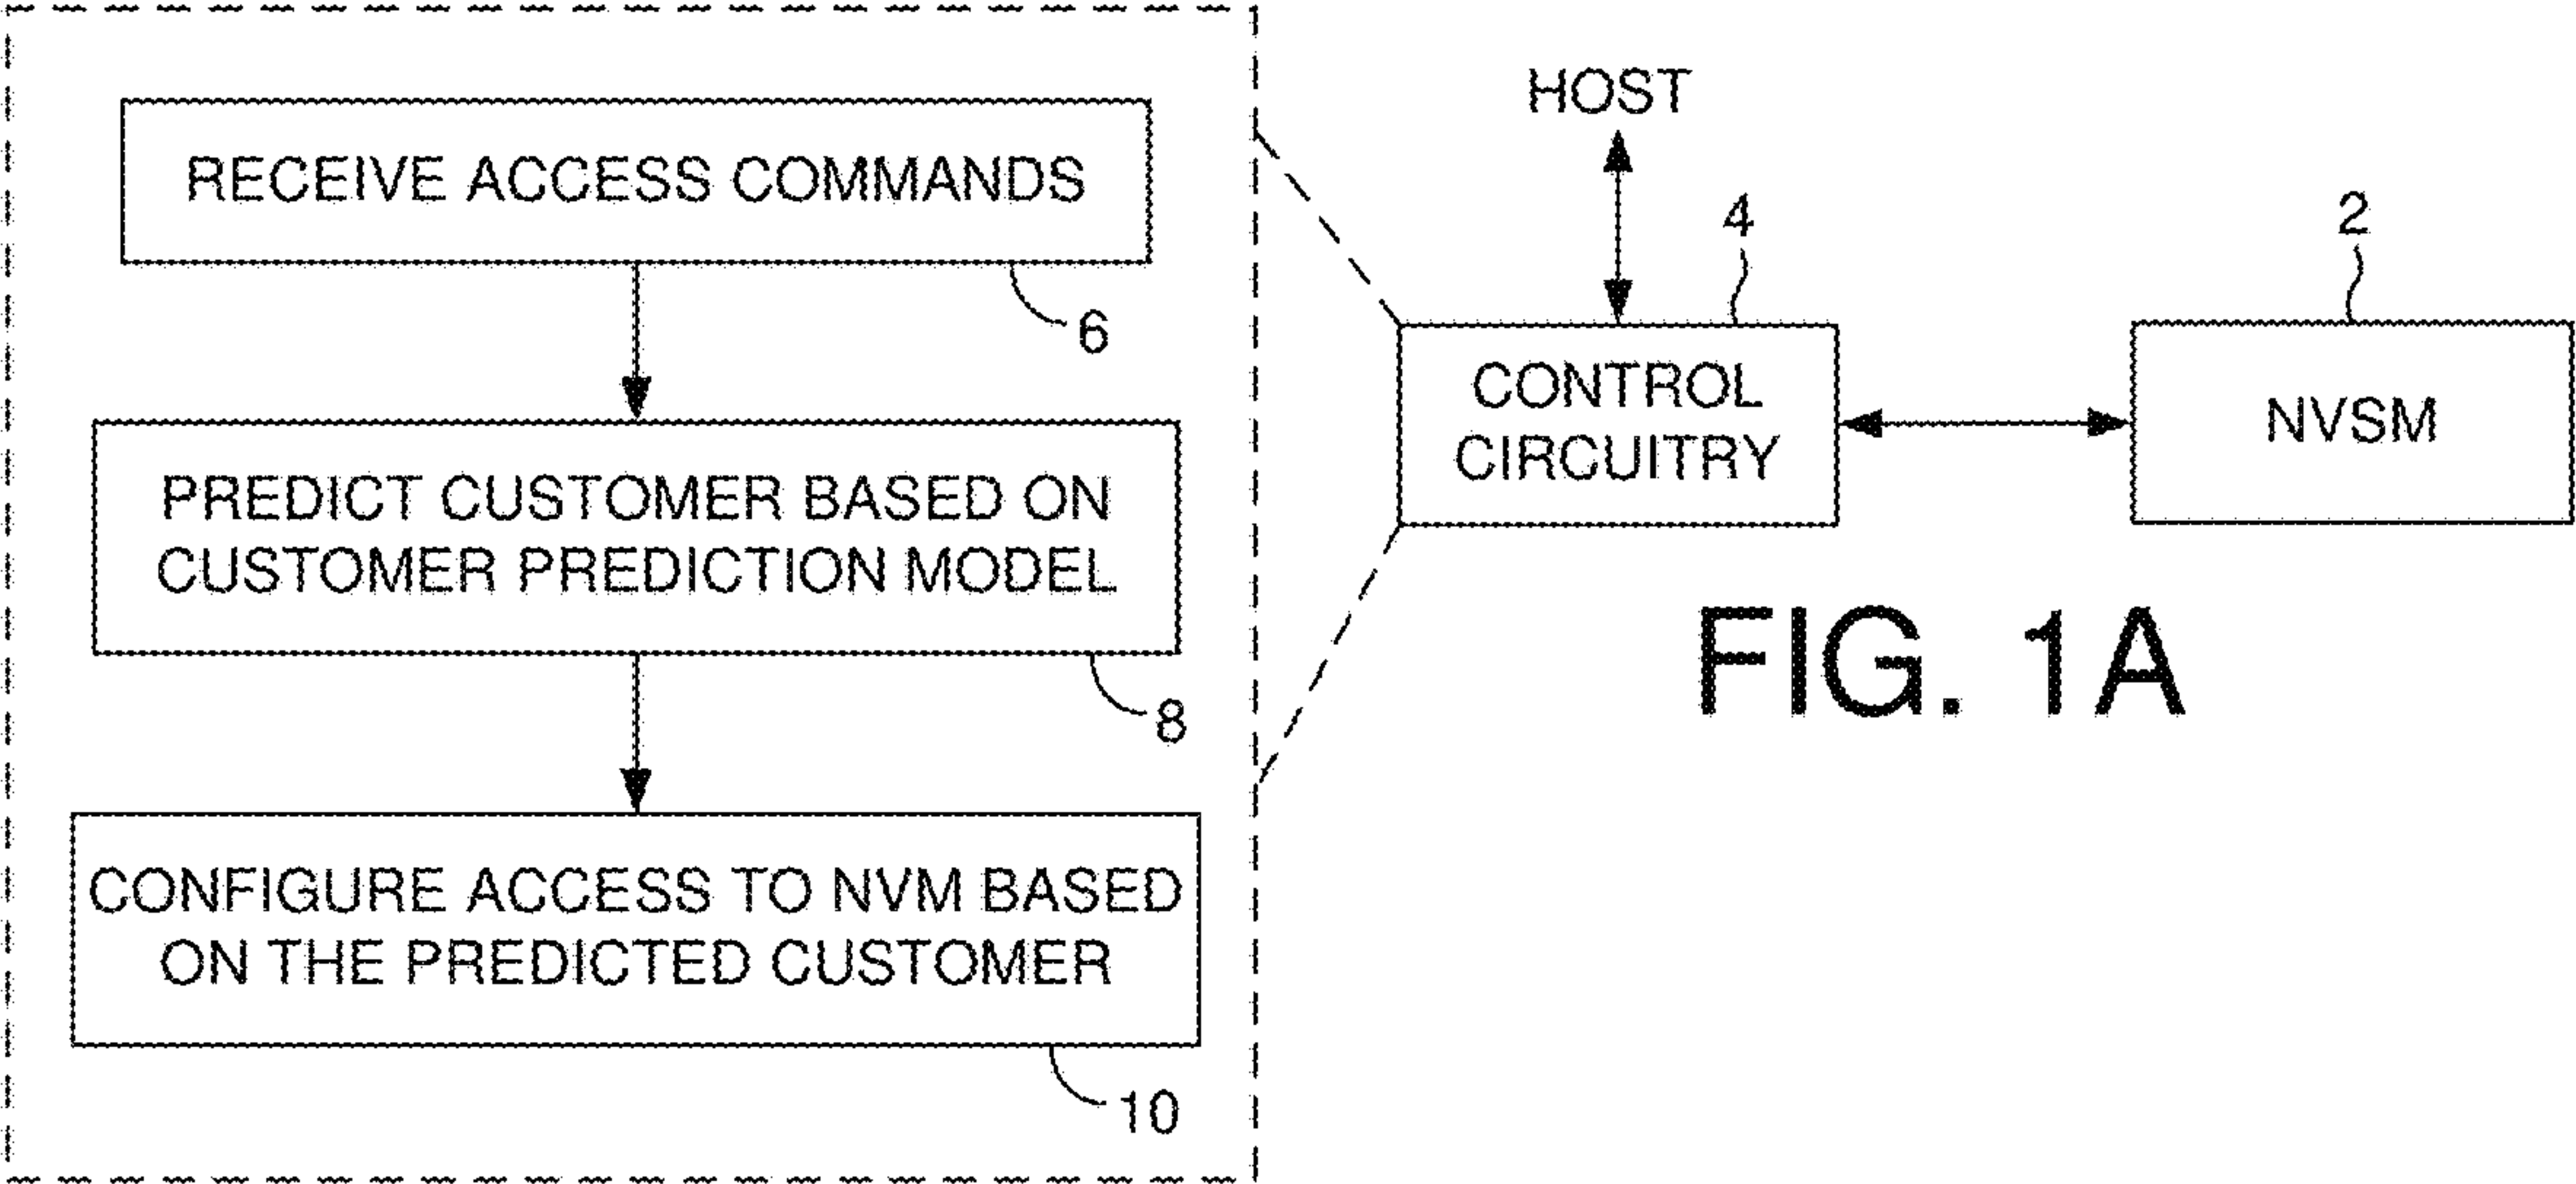 RECEIVE ACCESS COMMANDS
6
PREDICT CUSTOMER BASED ON
CUSTOMER PREDICTION MODEL
8
CONFIGURE ACCESS TO NVM BASED
ON THE PREDICTED CUSTOMER
10
HOST
4
CONTROL
CIRCUITRY
2
NVSM
FIG. 1A